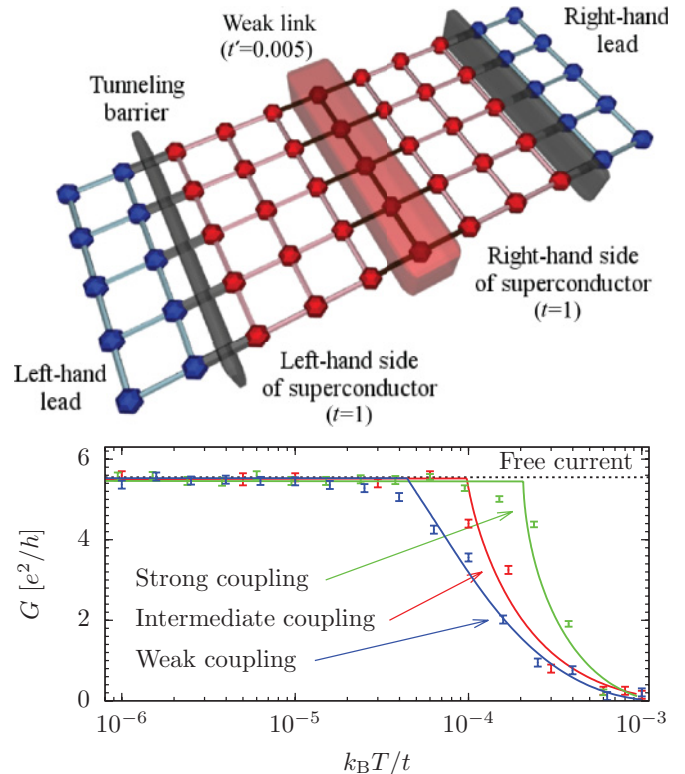 Weak link
(t′=0.005)
Right-hand
lead
Tunneling
barrier
Left-hand
lead
Left-hand side
of superconductor
(t=1)
Right-hand side
of superconductor
(t=1)
6
4
2
0
G [e²/h]
Free current
Strong coupling
Intermediate coupling
Weak coupling
10⁻⁶
10⁻⁵
10⁻⁴
10⁻³
k_BT/t